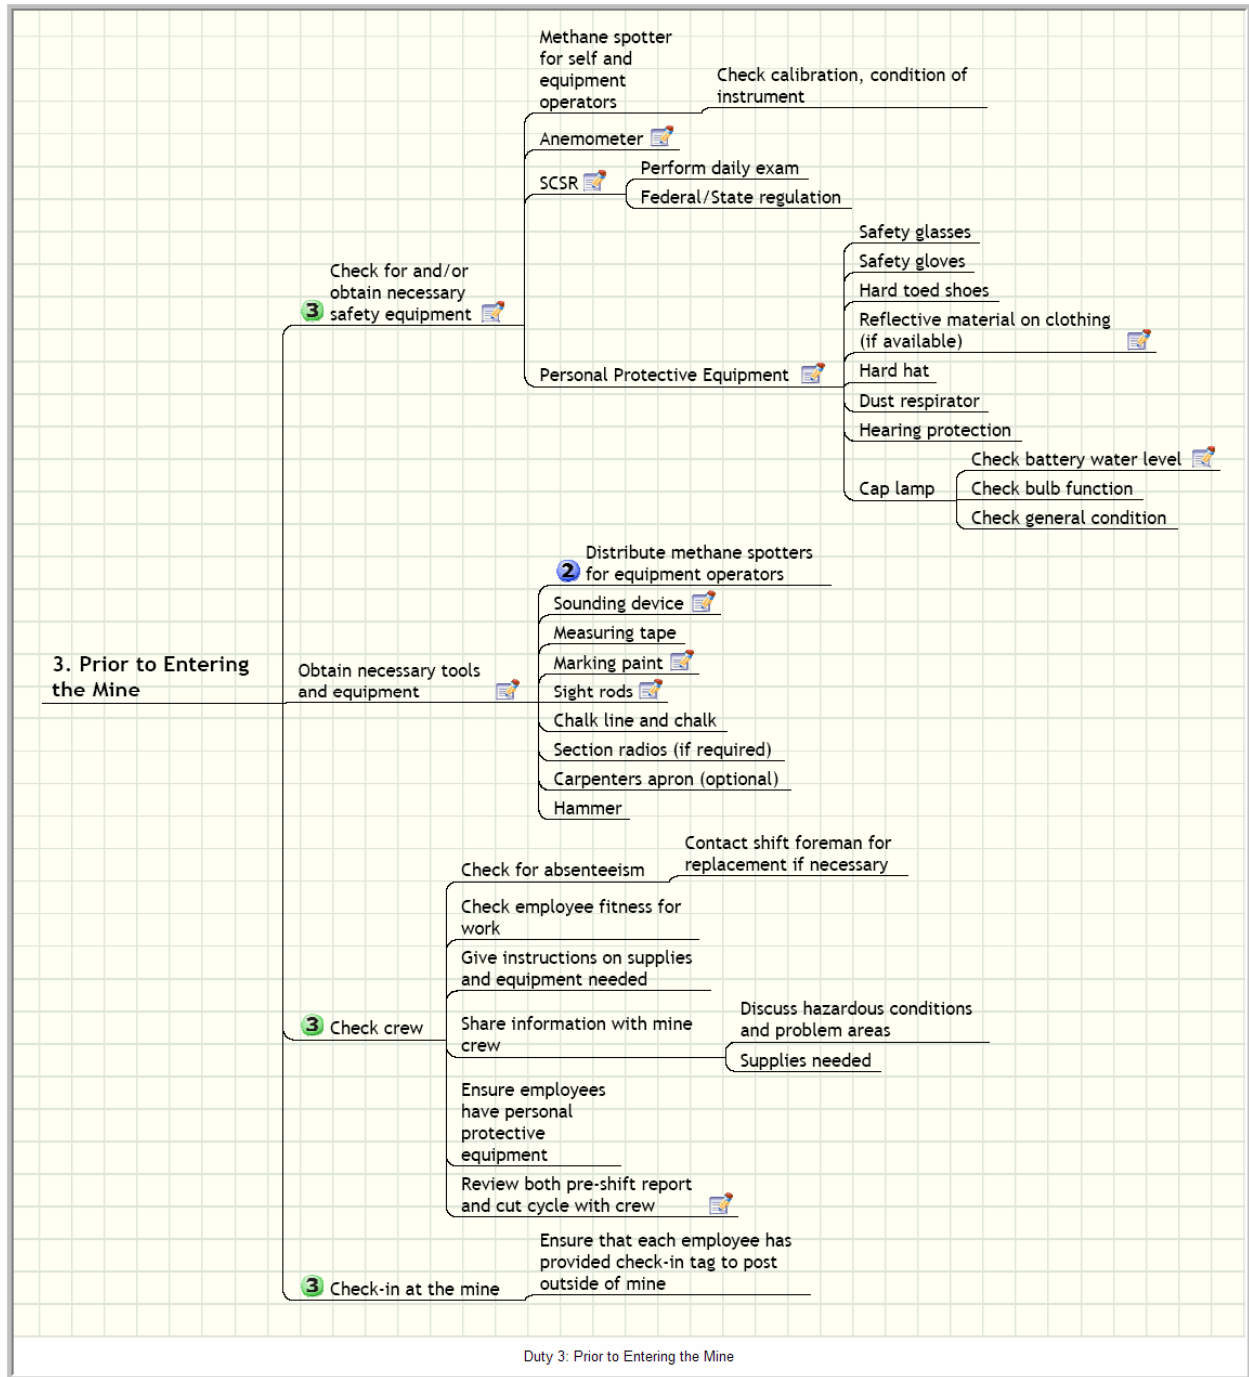 Methane spotter
for self and
equipment
operators
Check calibration, condition of
instrument
Anemometer
SCSR
Perform daily exam
Federal/State regulation
3
Check for and/or
obtain necessary
safety equipment
Personal Protective Equipment
Safety glasses
Safety gloves
Hard toed shoes
Reflective material on clothing
(if available)
Hard hat
Dust respirator
Hearing protection
Cap lamp
Check battery water level
Check bulb function
Check general condition
3. Prior to Entering
the Mine
Obtain necessary tools
and equipment
2
Distribute methane spotters
for equipment operators
Sounding device
Measuring tape
Marking paint
Sight rods
Chalk line and chalk
Section radios (if required)
Carpenters apron (optional)
Hammer
3
Check crew
Check for absenteeism
Contact shift foreman for
replacement if necessary
Check employee fitness for
work
Give instructions on supplies
and equipment needed
Share information with mine
crew
Discuss hazardous conditions
and problem areas
Supplies needed
Ensure employees
have personal
protective
equipment
Review both pre-shift report
and cut cycle with crew
3
Check-in at the mine
Ensure that each employee has
provided check-in tag to post
outside of mine
Duty 3: Prior to Entering the Mine